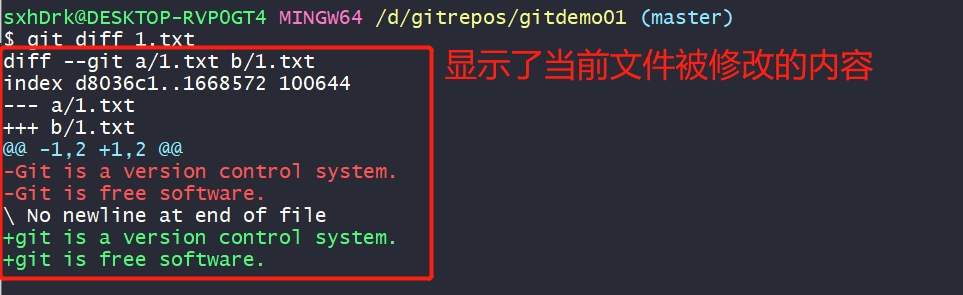 sxhDrk@DESKTOP-RVPOGT4 MINGW64 /d/gitrepos/gitdemo01 (master)
$ git diff 1.txt
diff --git a/1.txt b/1.txt
index d8036c1..1668572 100644
--- a/1.txt
+++ b/1.txt
@@ -1,2 +1,2 @@
-Git is a version control system.
-Git is free software.
\ No newline at end of file
+git is a version control system.
+git is free software.
显示了当前文件被修改的内容